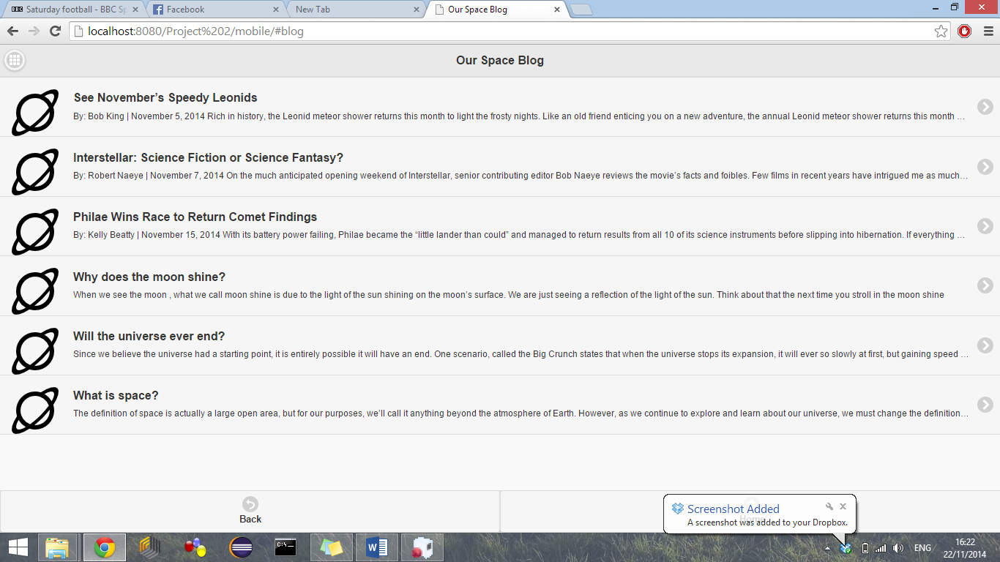 BBC Saturday football - BBC Sp
Facebook
New Tab
Our Space Blog
localhost:8080/Project%202/mobile/#blog
Our Space Blog
See November’s Speedy Leonids
By: Bob King | November 5, 2014 Rich in history, the Leonid meteor shower returns this month to light the frosty nights. Like an old friend enticing you on a new adventure, the annual Leonid meteor shower returns this month …
Interstellar: Science Fiction or Science Fantasy?
By: Robert Naeye | November 7, 2014 On the much anticipated opening weekend of Interstellar, senior contributing editor Bob Naeye reviews the movie’s facts and foibles. Few films in recent years have intrigued me as much…
Philae Wins Race to Return Comet Findings
By: Kelly Beatty | November 15, 2014 With its battery power failing, Philae became the “little lander than could” and managed to return results from all 10 of its science instruments before slipping into hibernation. If everything …
Why does the moon shine?
When we see the moon , what we call moon shine is due to the light of the sun shining on the moon’s surface. We are just seeing a reflection of the light of the sun. Think about that the next time you stroll in the moon shine
Will the universe ever end?
Since we believe the universe had a starting point, it is entirely possible it will have an end. One scenario, called the Big Crunch states that when the universe stops its expansion, it will ever so slowly at first, but gaining speed …
What is space?
The definition of space is actually a large open area, but for our purposes, we’ll call it anything beyond the atmosphere of Earth. However, as we continue to explore and learn about our universe, we must change the definition…
Back
Home
Screenshot Added
A screenshot was added to your Dropbox.
C:\_
ENG
16:22
22/11/2014